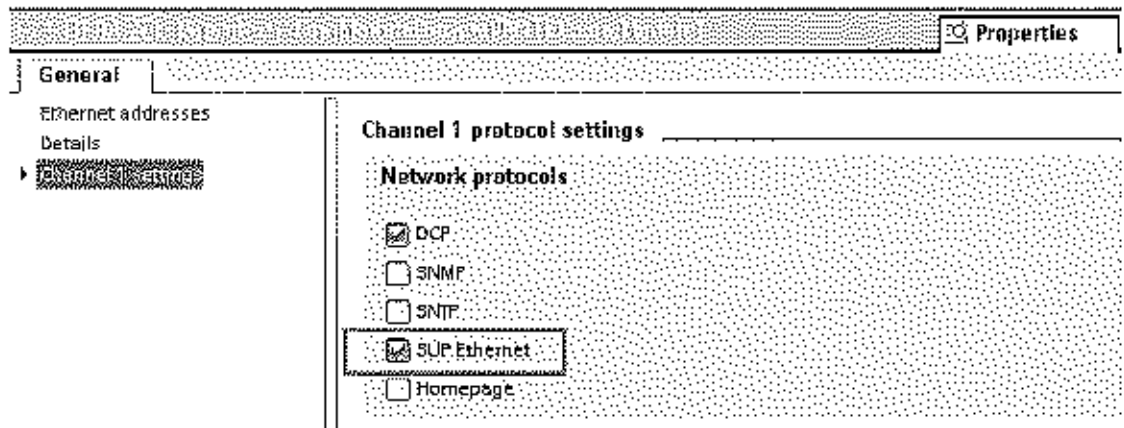 Properties
General
Ethernet addresses
Details
Channel 1 protocol settings
Network protocols
DCP
SNMP
SNTP
SUP Ethernet
Homepage